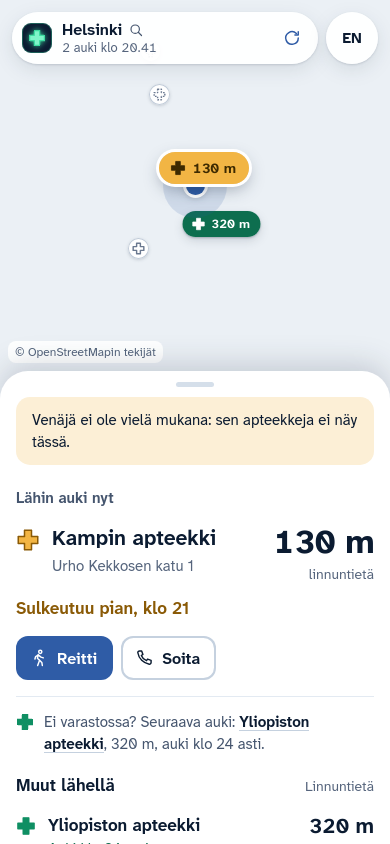 Helsinki
2 auki klo 20.41
EN
130 m
320 m
© OpenStreetMapin tekijät
Venäjä ei ole vielä mukana: sen apteekkeja ei näy
tässä.
Lähin auki nyt
Kampin apteekki
130 m
Urho Kekkosen katu 1
linnuntietä
Sulkeutuu pian, klo 21
Reitti
Soita
Ei varastossa? Seuraava auki: Yliopiston
apteekki, 320 m, auki klo 24 asti.
Muut lähellä
Linnuntietä
Yliopiston apteekki
320 m